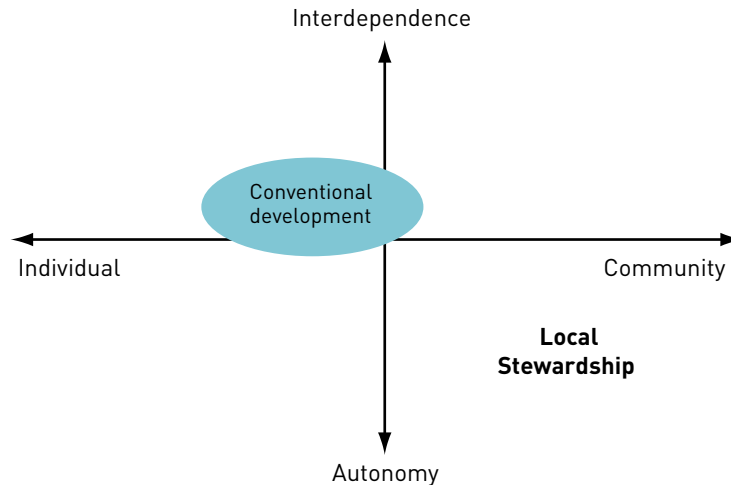 Interdependence
Conventional
development
Individual
Community
Local
Stewardship
Autonomy